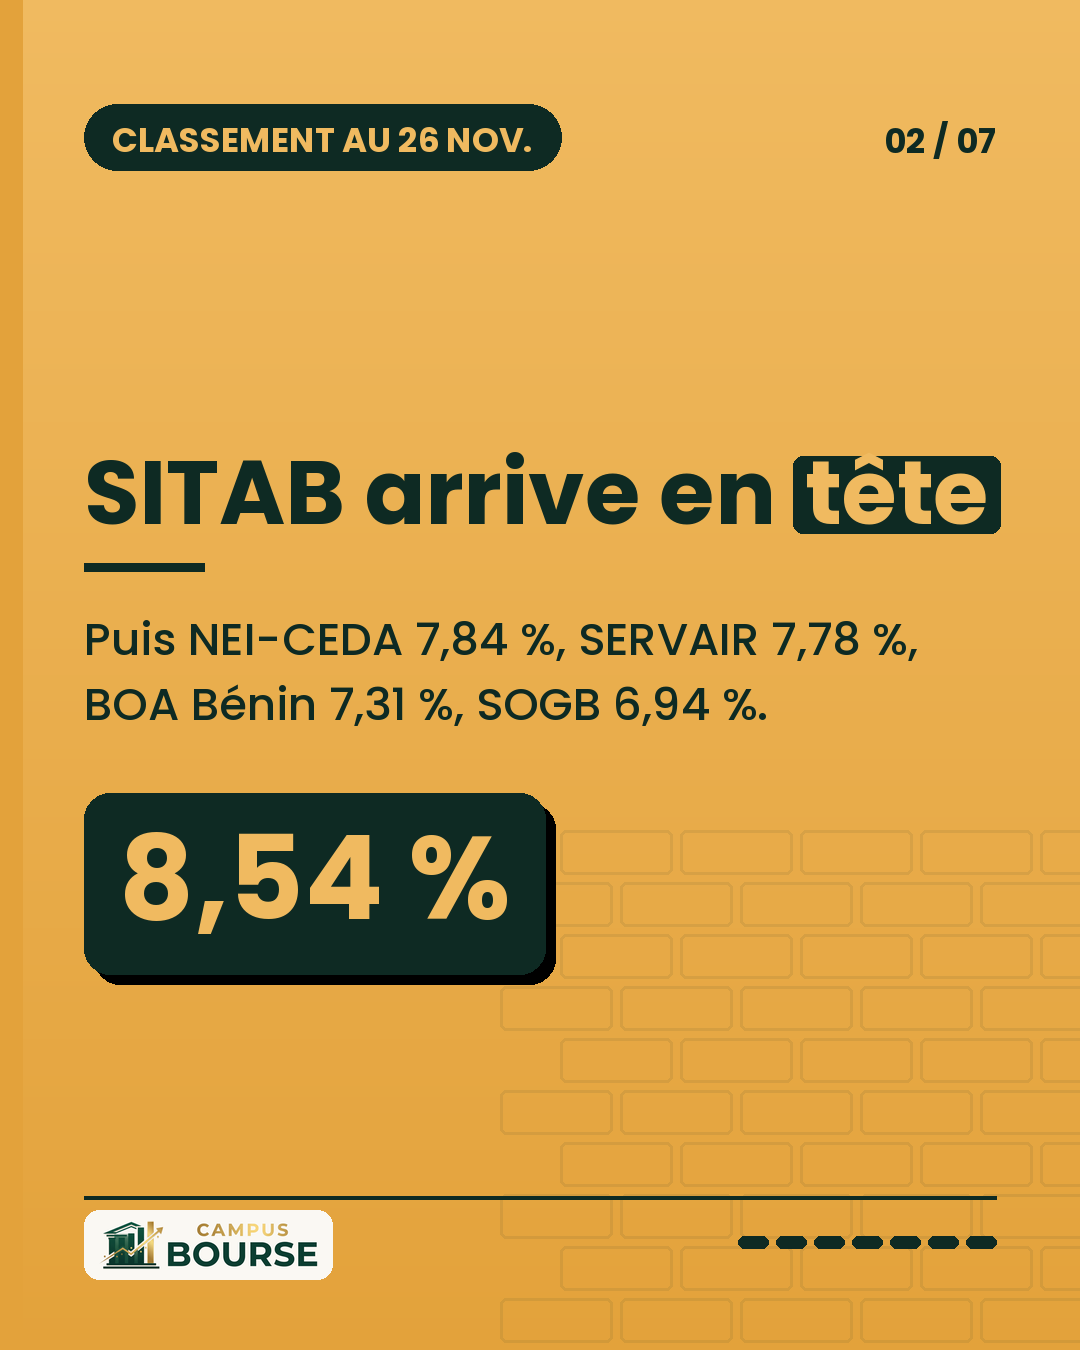 CLASSEMENT AU 26 NOV.
02 / 07
SITAB arrive en tête
Puis NEI-CEDA 7,84 %, SERVAIR 7,78 %,
BOA Bénin 7,31 %, SOGB 6,94 %.
8,54 %
CAMPUS
BOURSE